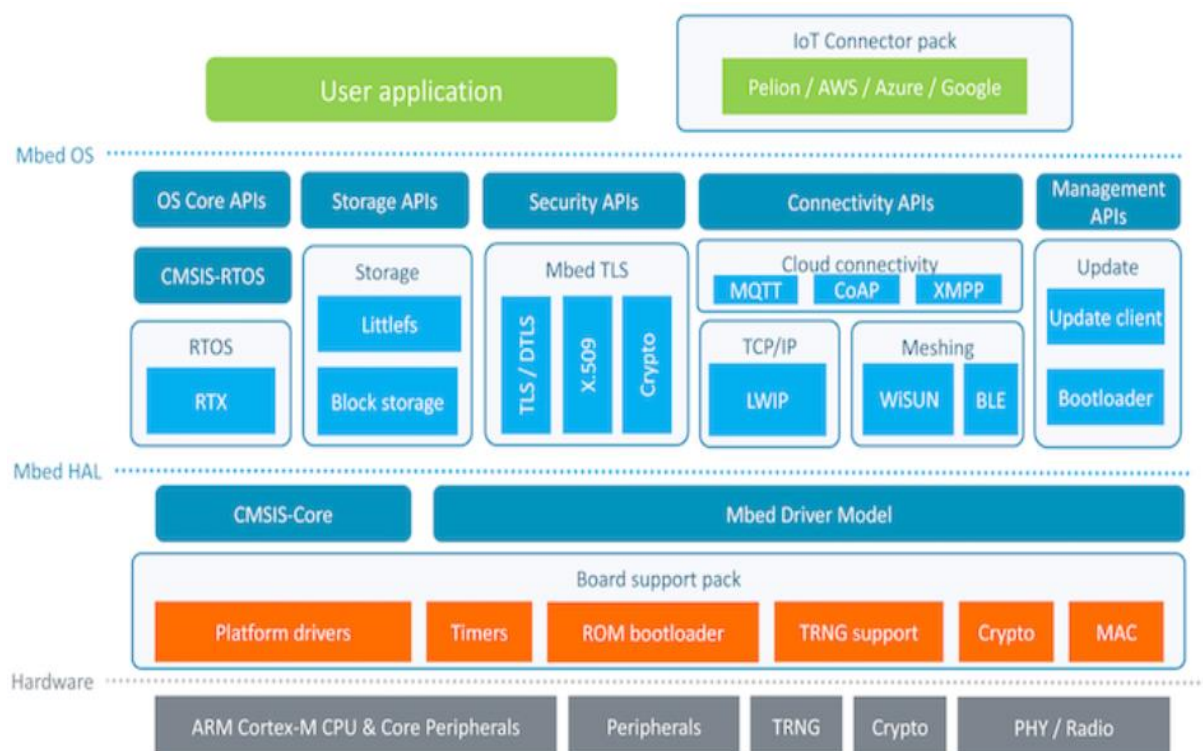 IoT Connector pack
User application
Pelion / AWS / Azure / Google
Mbed OS
OS Core APIs
Storage APIs
Security APIs
Connectivity APIs
Management
APIs
CMSIS-RTOS
Storage
Mbed TLS
Cloud connectivity
Update
MQTT
CoAP
XMPP
Littlefs
Update client
RTOS
TLS / DTLS
X.509
Crypto
TCP/IP
Meshing
RTX
Block storage
LWIP
WiSUN
BLE
Bootloader
Mbed HAL
CMSIS-Core
Mbed Driver Model
Board support pack
Platform drivers
Timers
ROM bootloader
TRNG support
Crypto
MAC
Hardware
ARM Cortex-M CPU & Core Peripherals
Peripherals
TRNG
Crypto
PHY / Radio